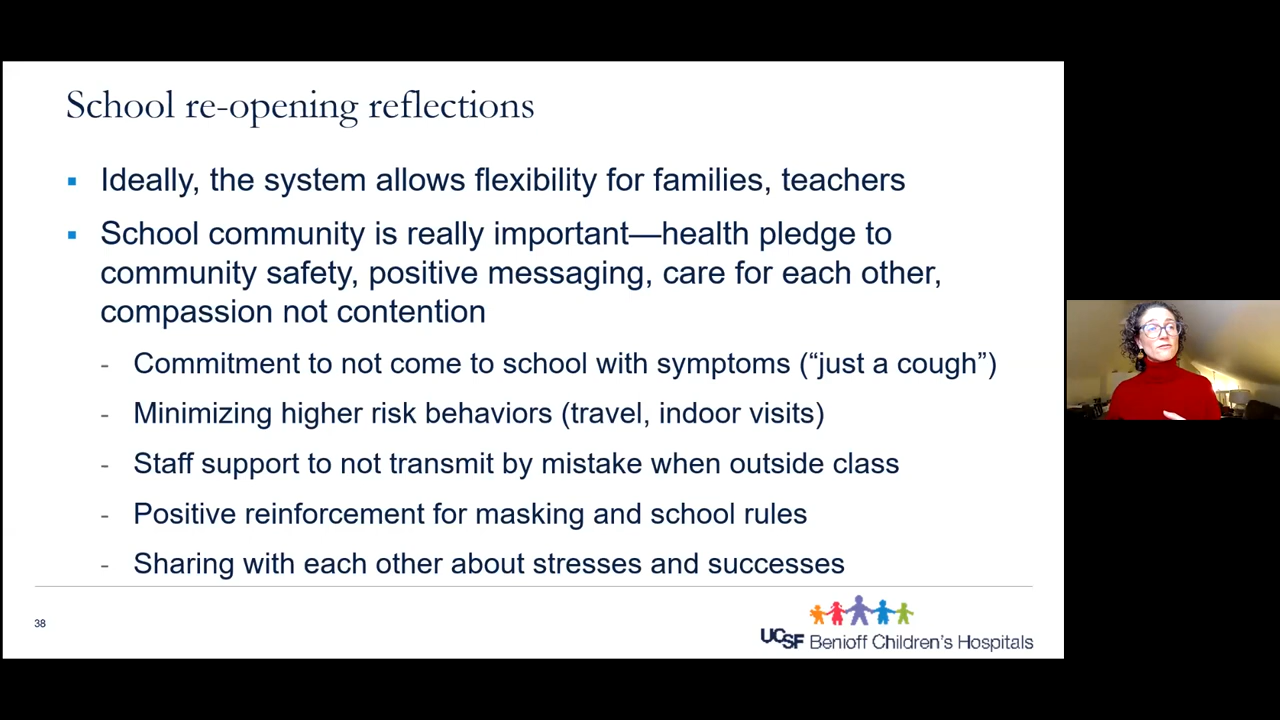 School re-opening reflections
▪ Ideally, the system allows flexibility for families, teachers
▪ School community is really important—health pledge to
community safety, positive messaging, care for each other,
compassion not contention
- Commitment to not come to school with symptoms (“just a cough”)
- Minimizing higher risk behaviors (travel, indoor visits)
- Staff support to not transmit by mistake when outside class
- Positive reinforcement for masking and school rules
- Sharing with each other about stresses and successes
38
UCSF Benioff Children’s Hospitals